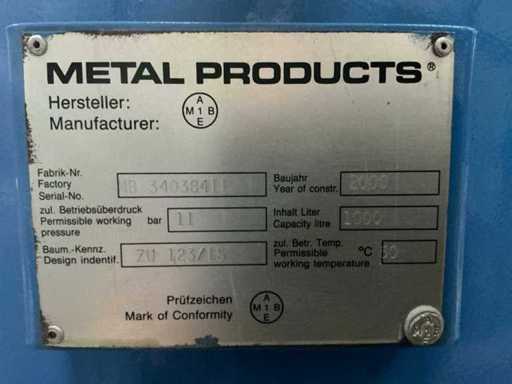 METAL PRODUCTS®
Hersteller:
Manufacturer:
A
M 1 B
E
Fabrik-Nr.
Factory
Serial-No.
Baujahr
Year of constr.
zul. Betriebsüberdruck
Permissible working bar 11
pressure
Inhalt Liter
Capacity litre 1000
Baum.-Kennz.
Design indentif.
zul. Betr. Temp.
Permissible °C
working temperature
Prüfzeichen
Mark of Conformity
A
M 1 B
E